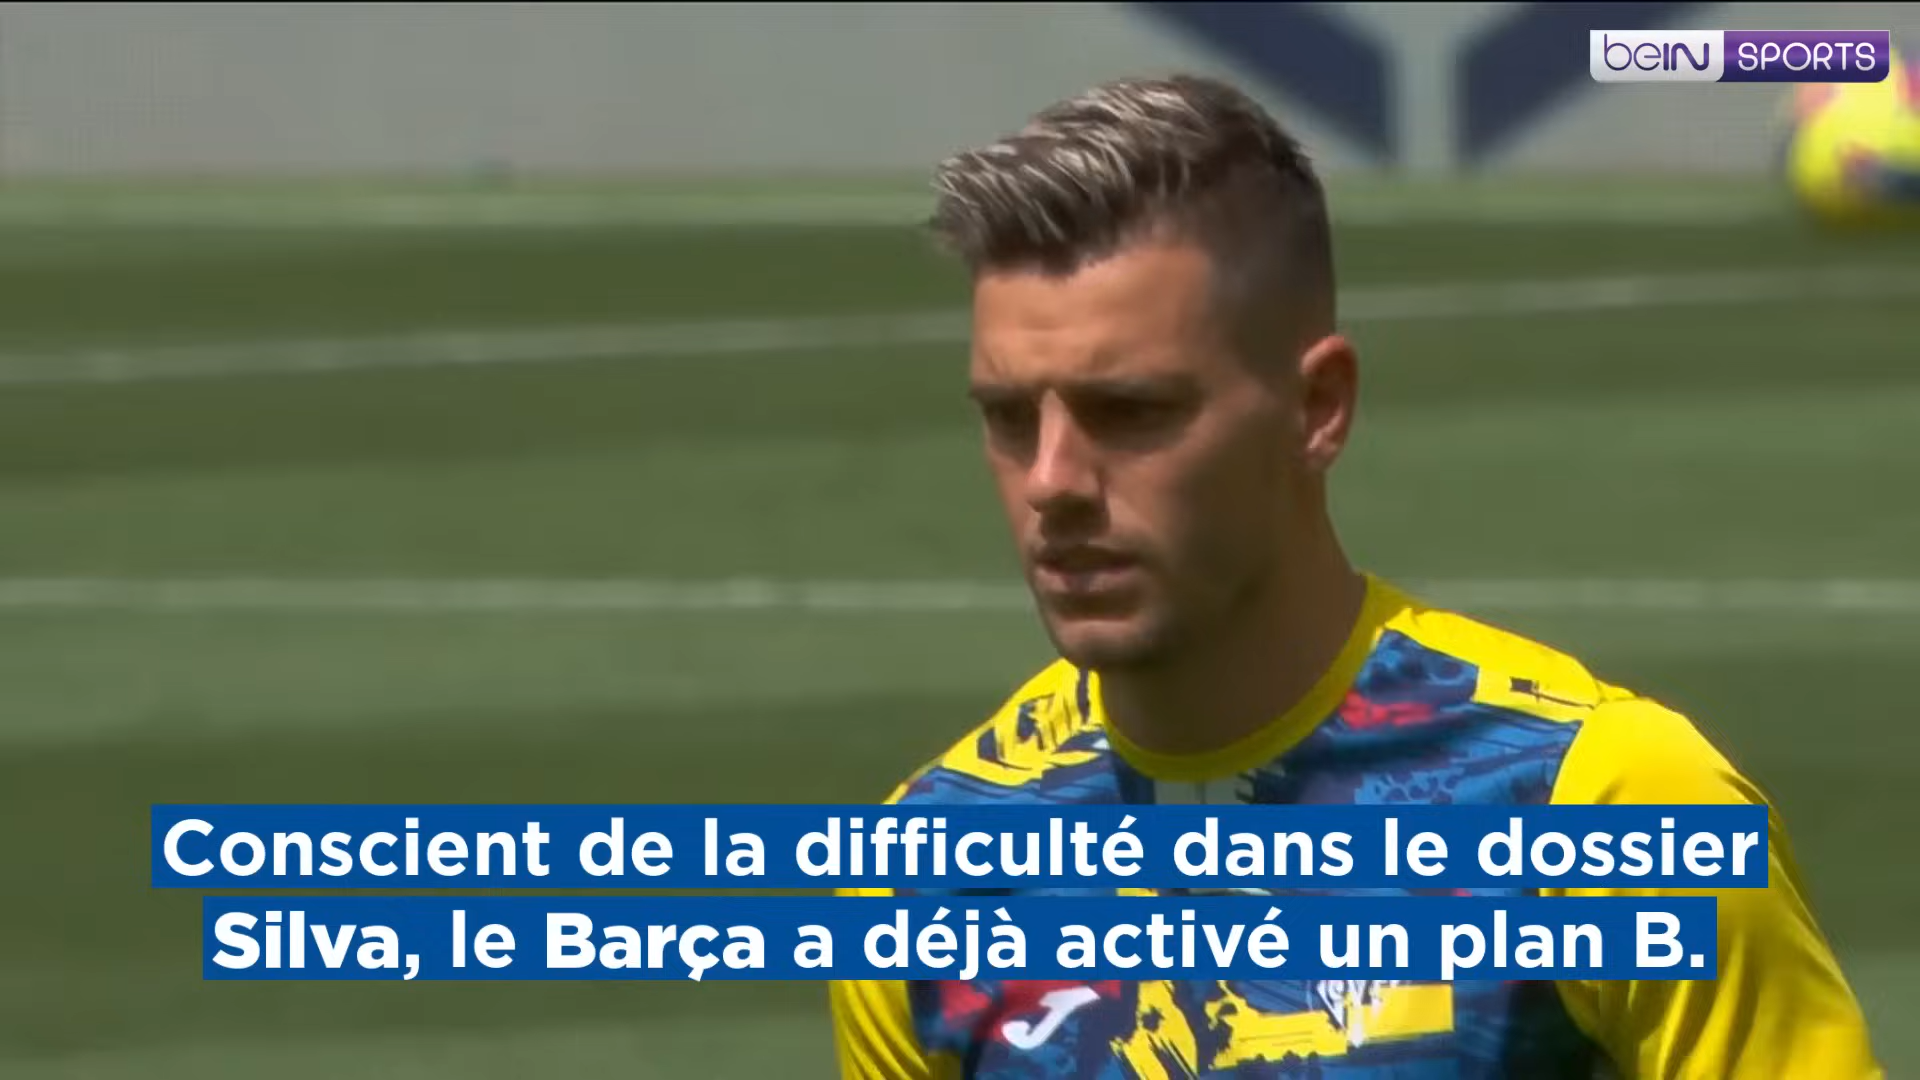 beIN SPORTS
Conscient de la difficulté dans le dossier
Silva, le Barça a déjà activé un plan B.